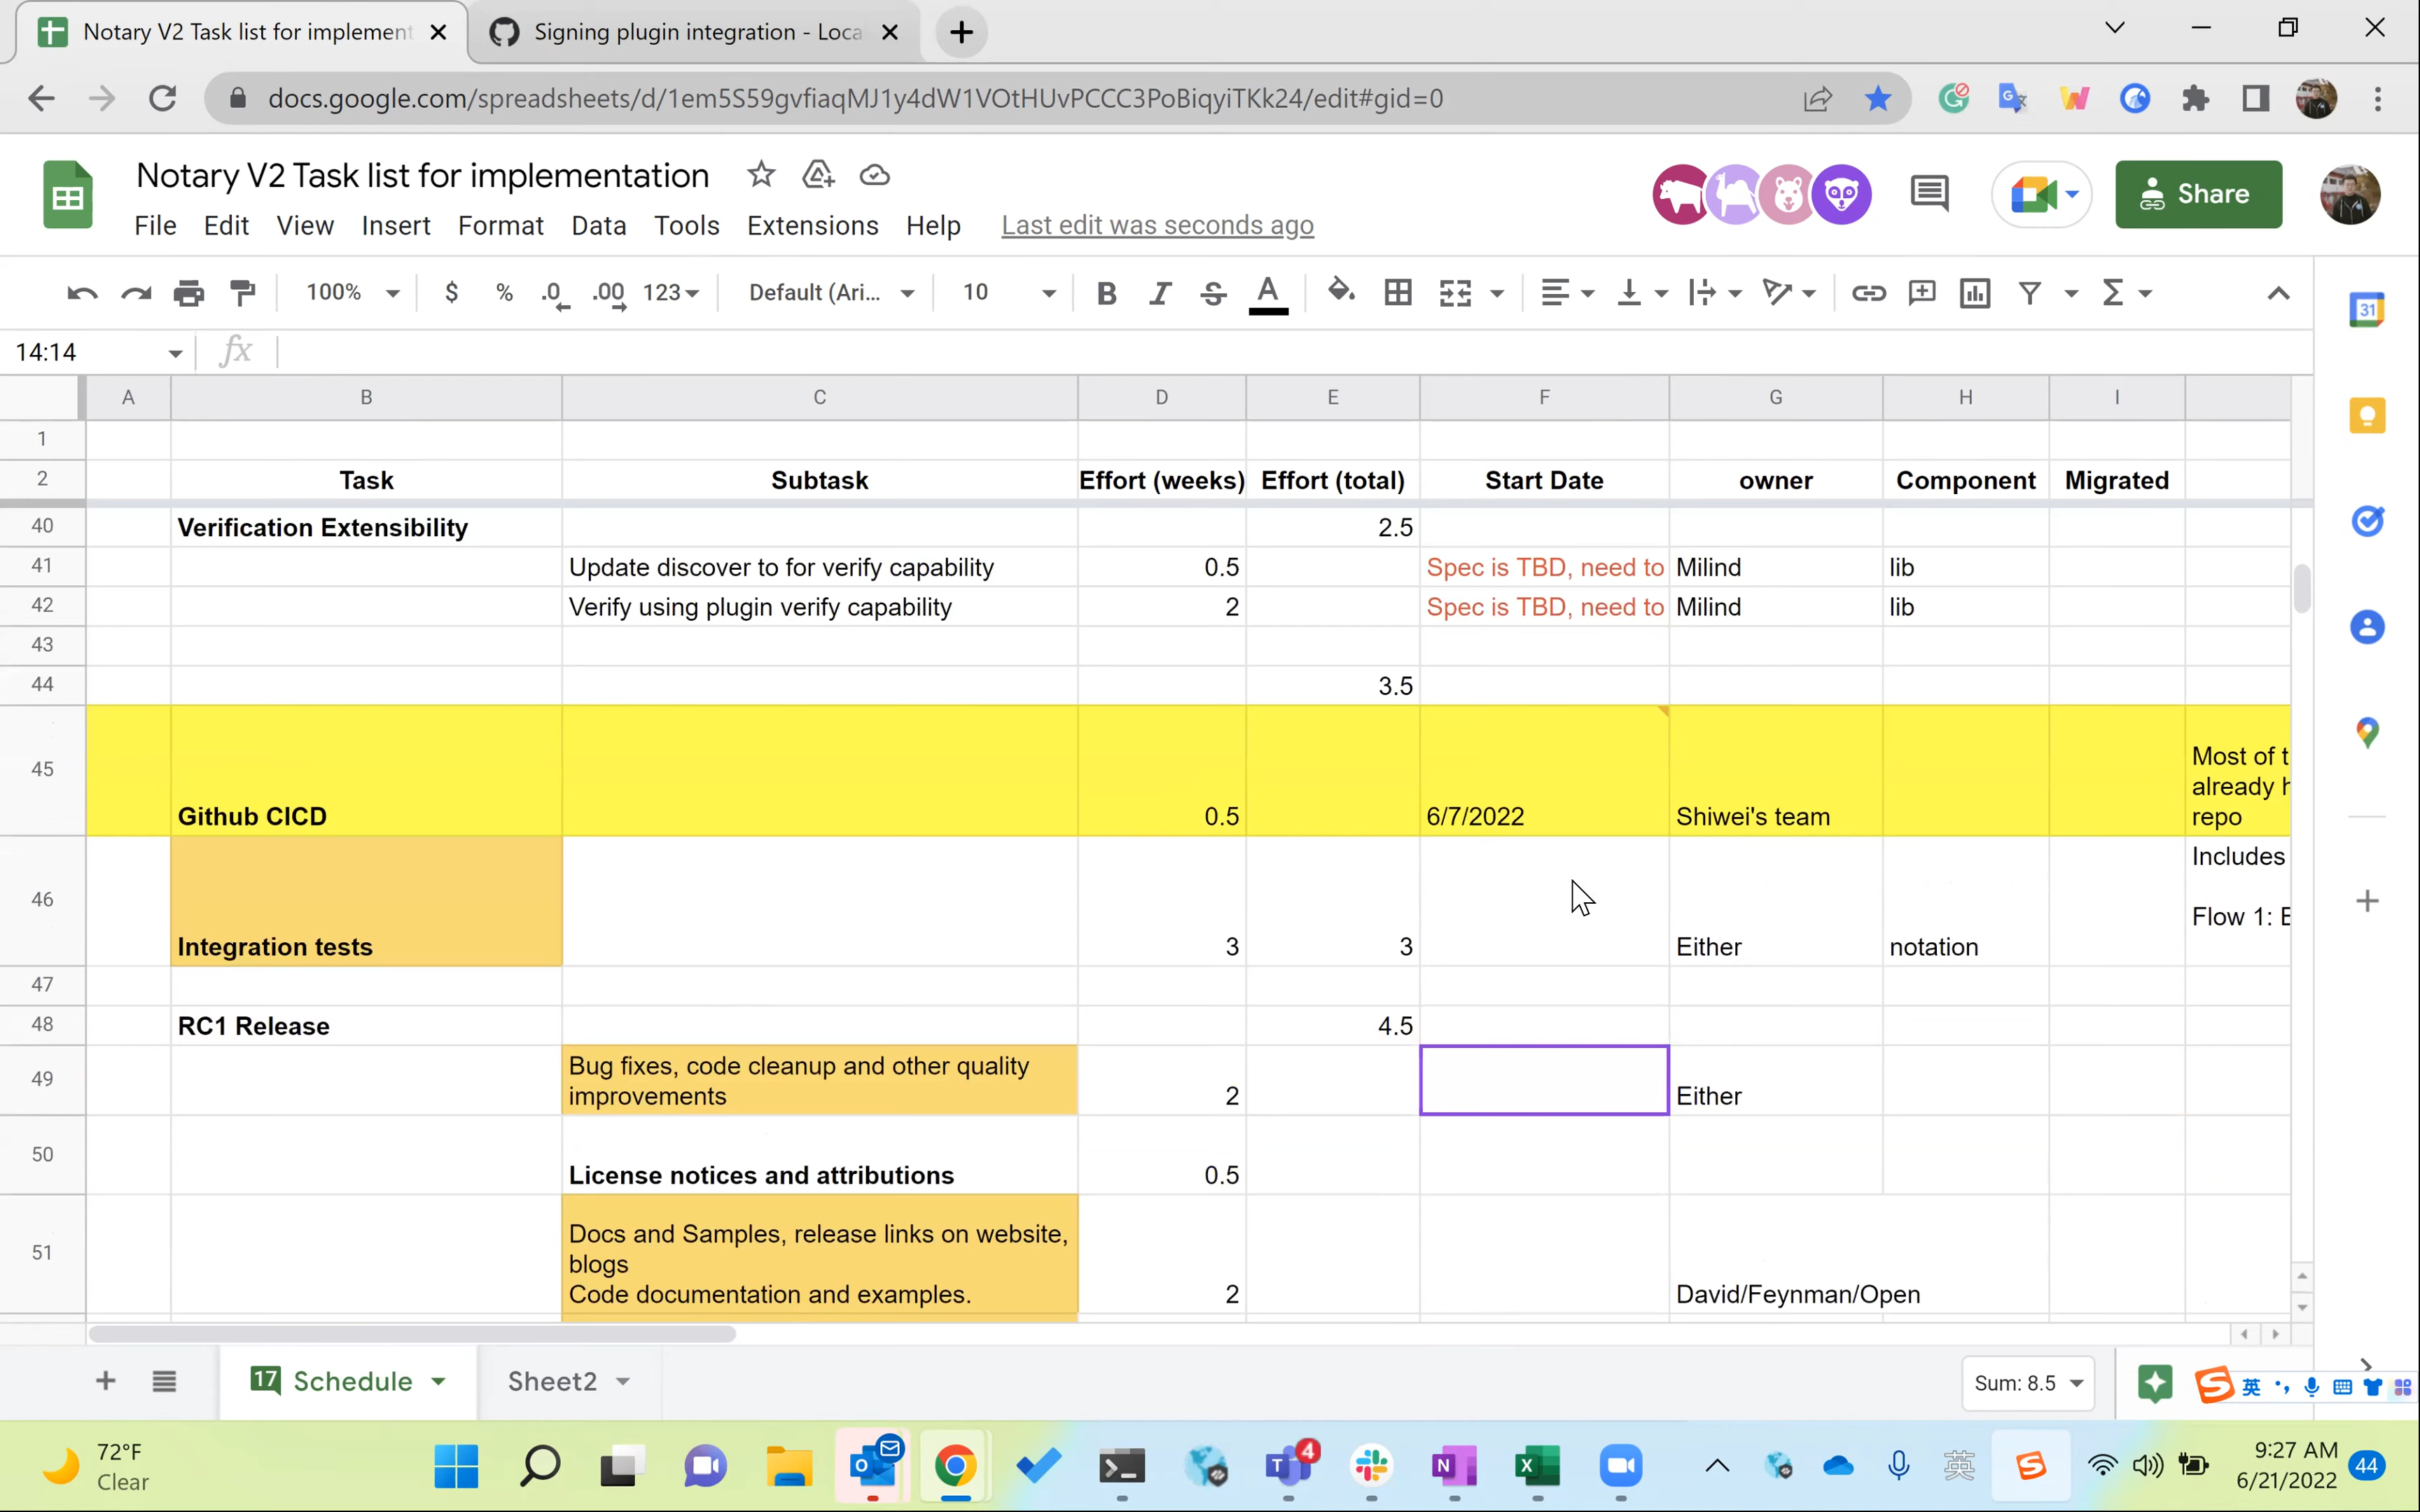 Notary V2 Task list for implement
Signing plugin integration - Loca
docs.google.com/spreadsheets/d/1em5S59gvfiaqMJ1y4dW1VOtHUvPCCC3PoBiqyiTKk24/edit#gid=0
Notary V2 Task list for implementation
File Edit View Insert Format Data Tools Extensions Help Last edit was seconds ago
Share
100% $ % .0 .00 123 Default (Ari... 10 B I S A
14:14 fx
A B C D E F G H I
1
2 Task Subtask Effort (weeks) Effort (total) Start Date owner Component Migrated
40 Verification Extensibility 2.5
41 Update discover to for verify capability 0.5 Spec is TBD, need to Milind lib
42 Verify using plugin verify capability 2 Spec is TBD, need to Milind lib
43
44 3.5
Most of t
already h
45 Github CICD 0.5 6/7/2022 Shiwei's team repo
Includes
Flow 1: E
46 Integration tests 3 3 Either notation
47
48 RC1 Release 4.5
49 Bug fixes, code cleanup and other quality
improvements 2 Either
50 License notices and attributions 0.5
51 Docs and Samples, release links on website,
blogs
Code documentation and examples. 2 David/Feynman/Open
17 Schedule Sheet2 Sum: 8.5
英
72°F
Clear
4
英
9:27 AM
6/21/2022
44